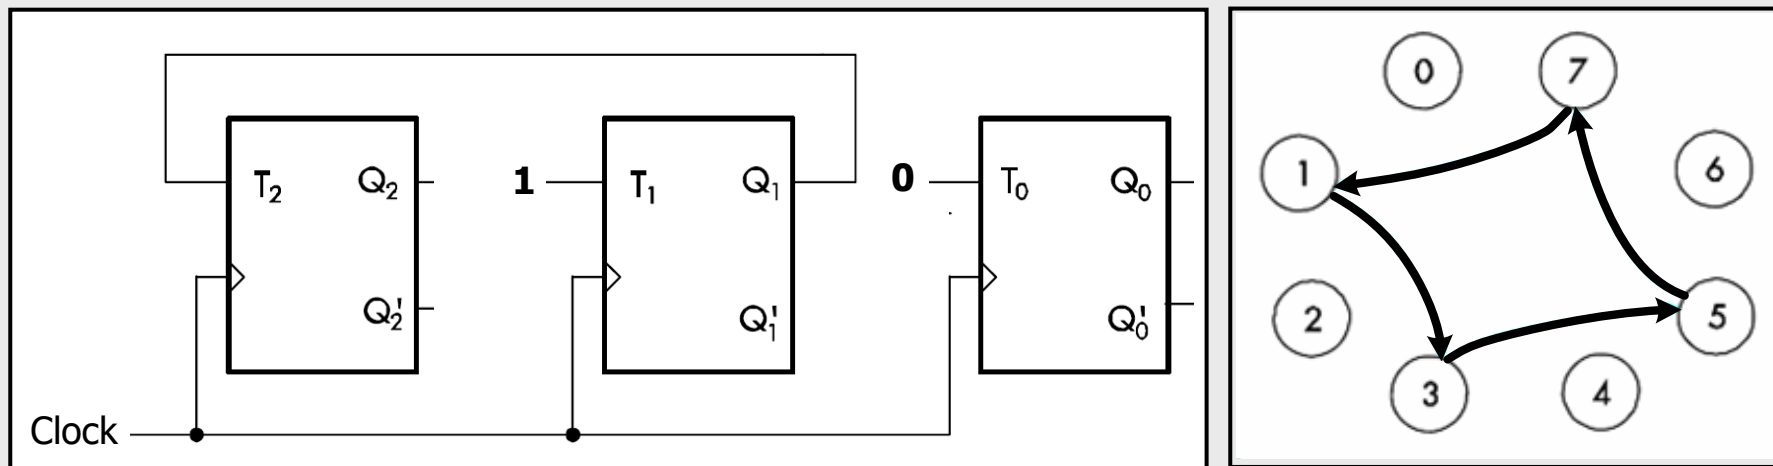 0 7
1 6
T₂ Q₂ 1 T₁ Q₁ 0 T₀ Q₀
Q₂' Q₁' Q₀'
2 5
3 4
Clock